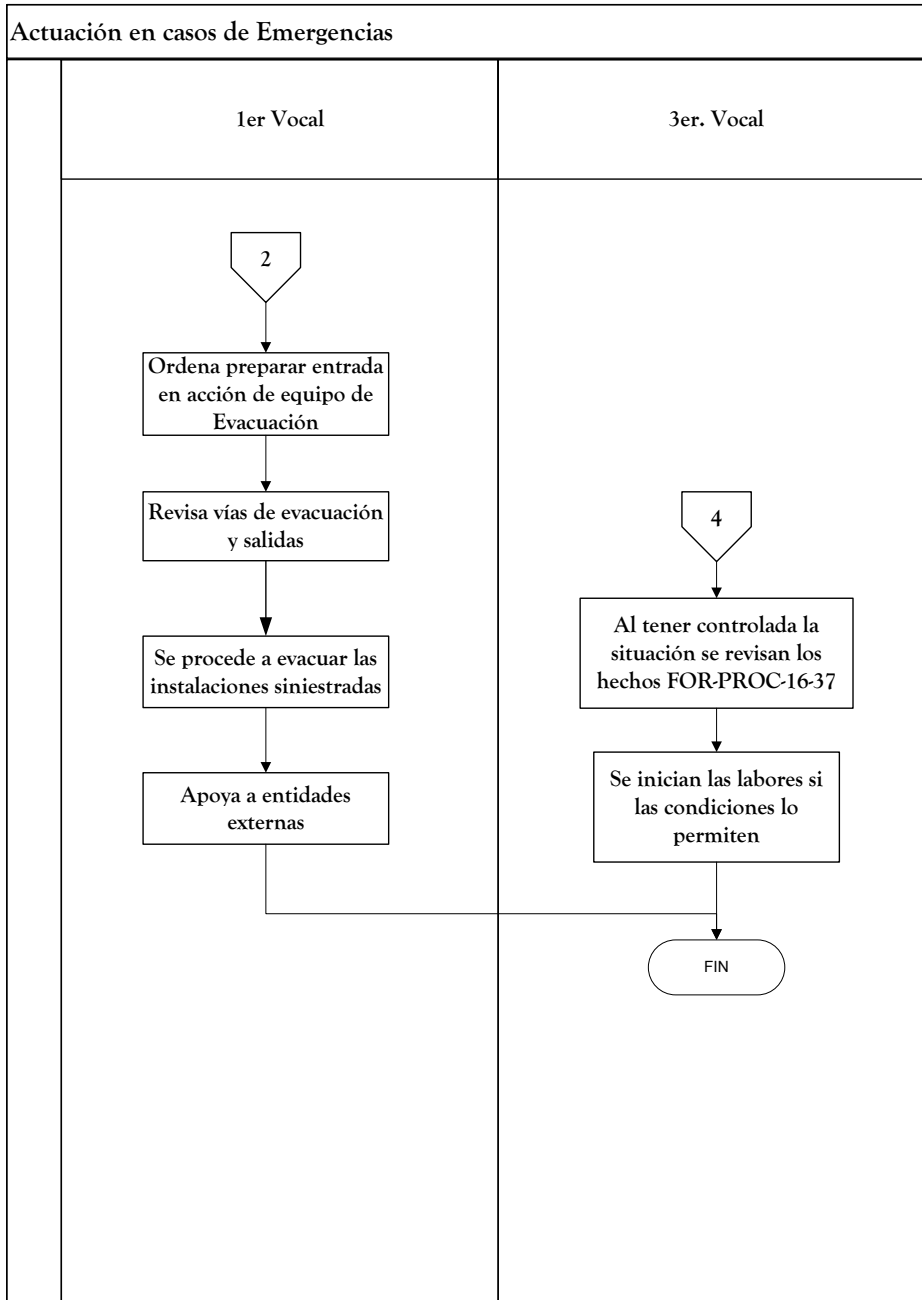 Actuación en casos de Emergencias
1er Vocal
3er. Vocal
2
Ordena preparar entrada
en acción de equipo de
Evacuación
Revisa vías de evacuación
y salidas
Se procede a evacuar las
instalaciones siniestradas
Apoya a entidades
externas
4
Al tener controlada la
situación se revisan los
hechos FOR-PROC-16-37
Se inician las labores si
las condiciones lo
permiten
FIN